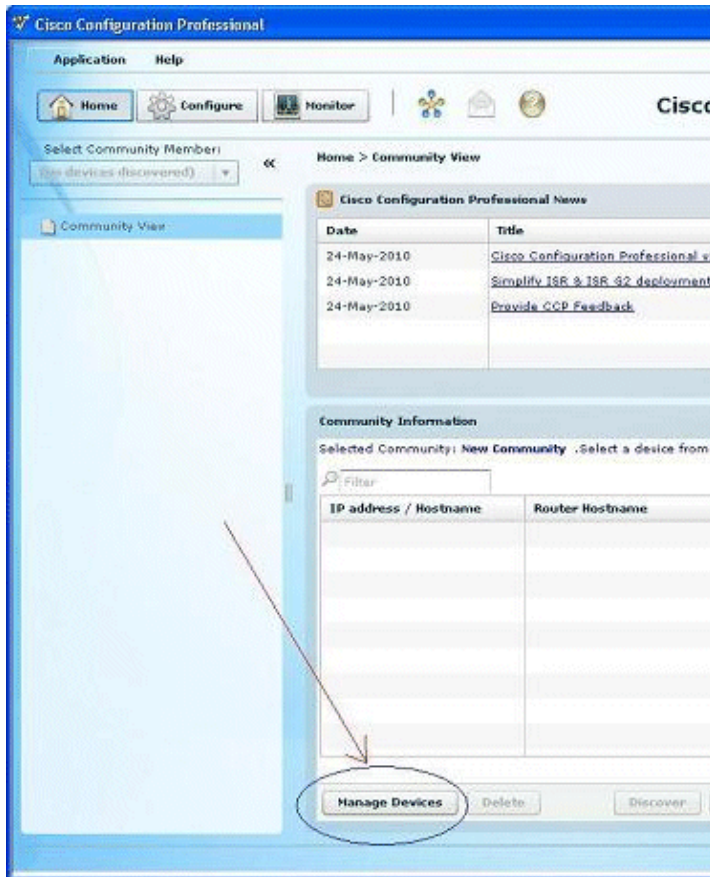 Cisco Configuration Professional
Application Help
Home Configure Monitor
Cisco
Select Community Member:
(no devices discovered)
Home > Community View
Community View
Cisco Configuration Professional News
Date Title
24-May-2010 Cisco Configuration Professional v
24-May-2010 Simplify ISR & ISR G2 deployment
24-May-2010 Provide CCP Feedback
Community Information
Selected Community: New Community .Select a device from
Filter
IP address / Hostname Router Hostname
Manage Devices Delete Discover